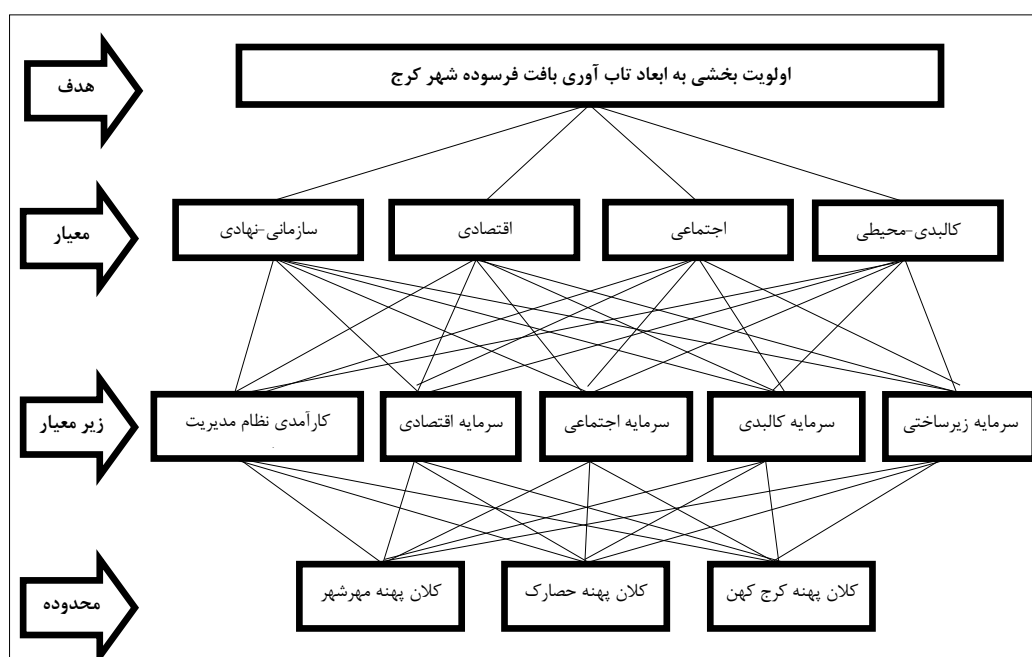 هدف
اولویت بخشی به ابعاد تاب آوری بافت فرسوده شهر کرج
معیار
کالبدی-محیطی
اجتماعی
اقتصادی
سازمانی-نهادی
زیر معیار
سرمایه زیرساختی
سرمایه کالبدی
سرمایه اجتماعی
سرمایه اقتصادی
کارآمدی نظام مدیریت
محدوده
کلان پهنه کرج کهن
کلان پهنه حصارک
کلان پهنه مهرشهر